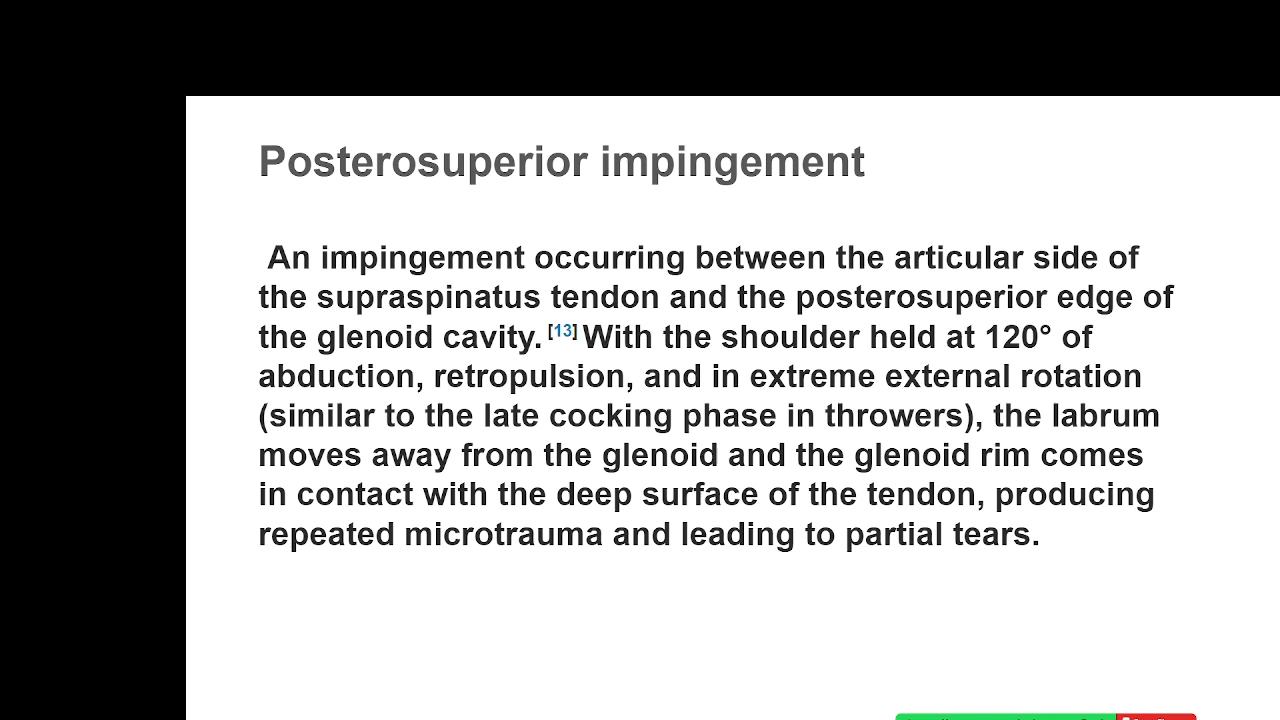 Posterosuperior impingement
An impingement occurring between the articular side of
the supraspinatus tendon and the posterosuperior edge of
the glenoid cavity. [13] With the shoulder held at 120° of
abduction, retropulsion, and in extreme external rotation
(similar to the late cocking phase in throwers), the labrum
moves away from the glenoid and the glenoid rim comes
in contact with the deep surface of the tendon, producing
repeated microtrauma and leading to partial tears.